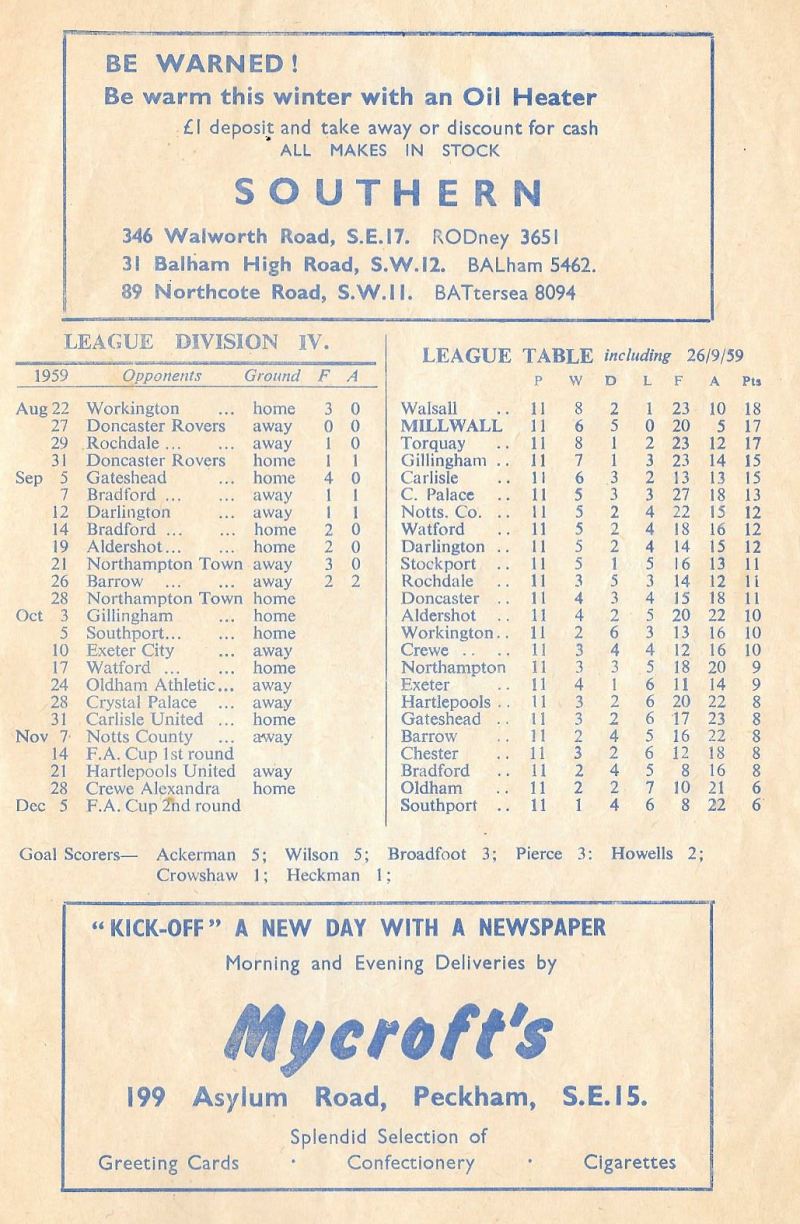 BE WARNED!
Be warm this winter with an Oil Heater
£1 deposit and take away or discount for cash
ALL MAKES IN STOCK
SOUTHERN
346 Walworth Road, S.E.17. RODney 3651
31 Balham High Road, S.W.12. BALham 5462.
89 Northcote Road, S.W.11. BATtersea 8094
LEAGUE DIVISION IV.
1959 Opponents Ground F A
Aug 22 Workington ... home 3 0
27 Doncaster Rovers away 0 0
29 Rochdale ... ... away 1 0
31 Doncaster Rovers home 1 1
Sep 5 Gateshead ... home 4 0
7 Bradford ... ... away 1 1
12 Darlington ... away 1 1
14 Bradford ... ... home 2 0
19 Aldershot... ... home 2 0
21 Northampton Town away 3 0
26 Barrow ... ... away 2 2
28 Northampton Town home
Oct 3 Gillingham ... home
5 Southport... ... home
10 Exeter City ... away
17 Watford ... ... home
24 Oldham Athletic... away
28 Crystal Palace ... away
31 Carlisle United ... home
Nov 7 Notts County ... away
14 F.A. Cup 1st round
21 Hartlepools United away
28 Crewe Alexandra home
Dec 5 F.A. Cup 2nd round
LEAGUE TABLE including 26/9/59
P W D L F A Pts
Walsall .. 11 8 2 1 23 10 18
MILLWALL 11 6 5 0 20 5 17
Torquay .. 11 8 1 2 23 12 17
Gillingham .. 11 7 1 3 23 14 15
Carlisle .. 11 6 3 2 13 13 15
C. Palace .. 11 5 3 3 27 18 13
Notts. Co. .. 11 5 2 4 22 15 12
Watford .. 11 5 2 4 18 16 12
Darlington .. 11 5 2 4 14 15 12
Stockport .. 11 5 1 5 16 13 11
Rochdale .. 11 3 5 3 14 12 11
Doncaster .. 11 4 3 4 15 18 11
Aldershot .. 11 4 2 5 20 22 10
Workington.. 11 2 6 3 13 16 10
Crewe .. .. 11 3 4 4 12 16 10
Northampton 11 3 3 5 18 20 9
Exeter .. 11 4 1 6 11 14 9
Hartlepools .. 11 3 2 6 20 22 8
Gateshead .. 11 3 2 6 17 23 8
Barrow .. 11 2 4 5 16 22 8
Chester .. 11 3 2 6 12 18 8
Bradford .. 11 2 4 5 8 16 8
Oldham .. 11 2 2 7 10 21 6
Southport .. 11 1 4 6 8 22 6
Goal Scorers— Ackerman 5; Wilson 5; Broadfoot 3; Pierce 3: Howells 2;
Crowshaw 1; Heckman 1;
"KICK-OFF" A NEW DAY WITH A NEWSPAPER
Morning and Evening Deliveries by
Mycroft's
199 Asylum Road, Peckham, S.E.15.
Splendid Selection of
Greeting Cards · Confectionery · Cigarettes